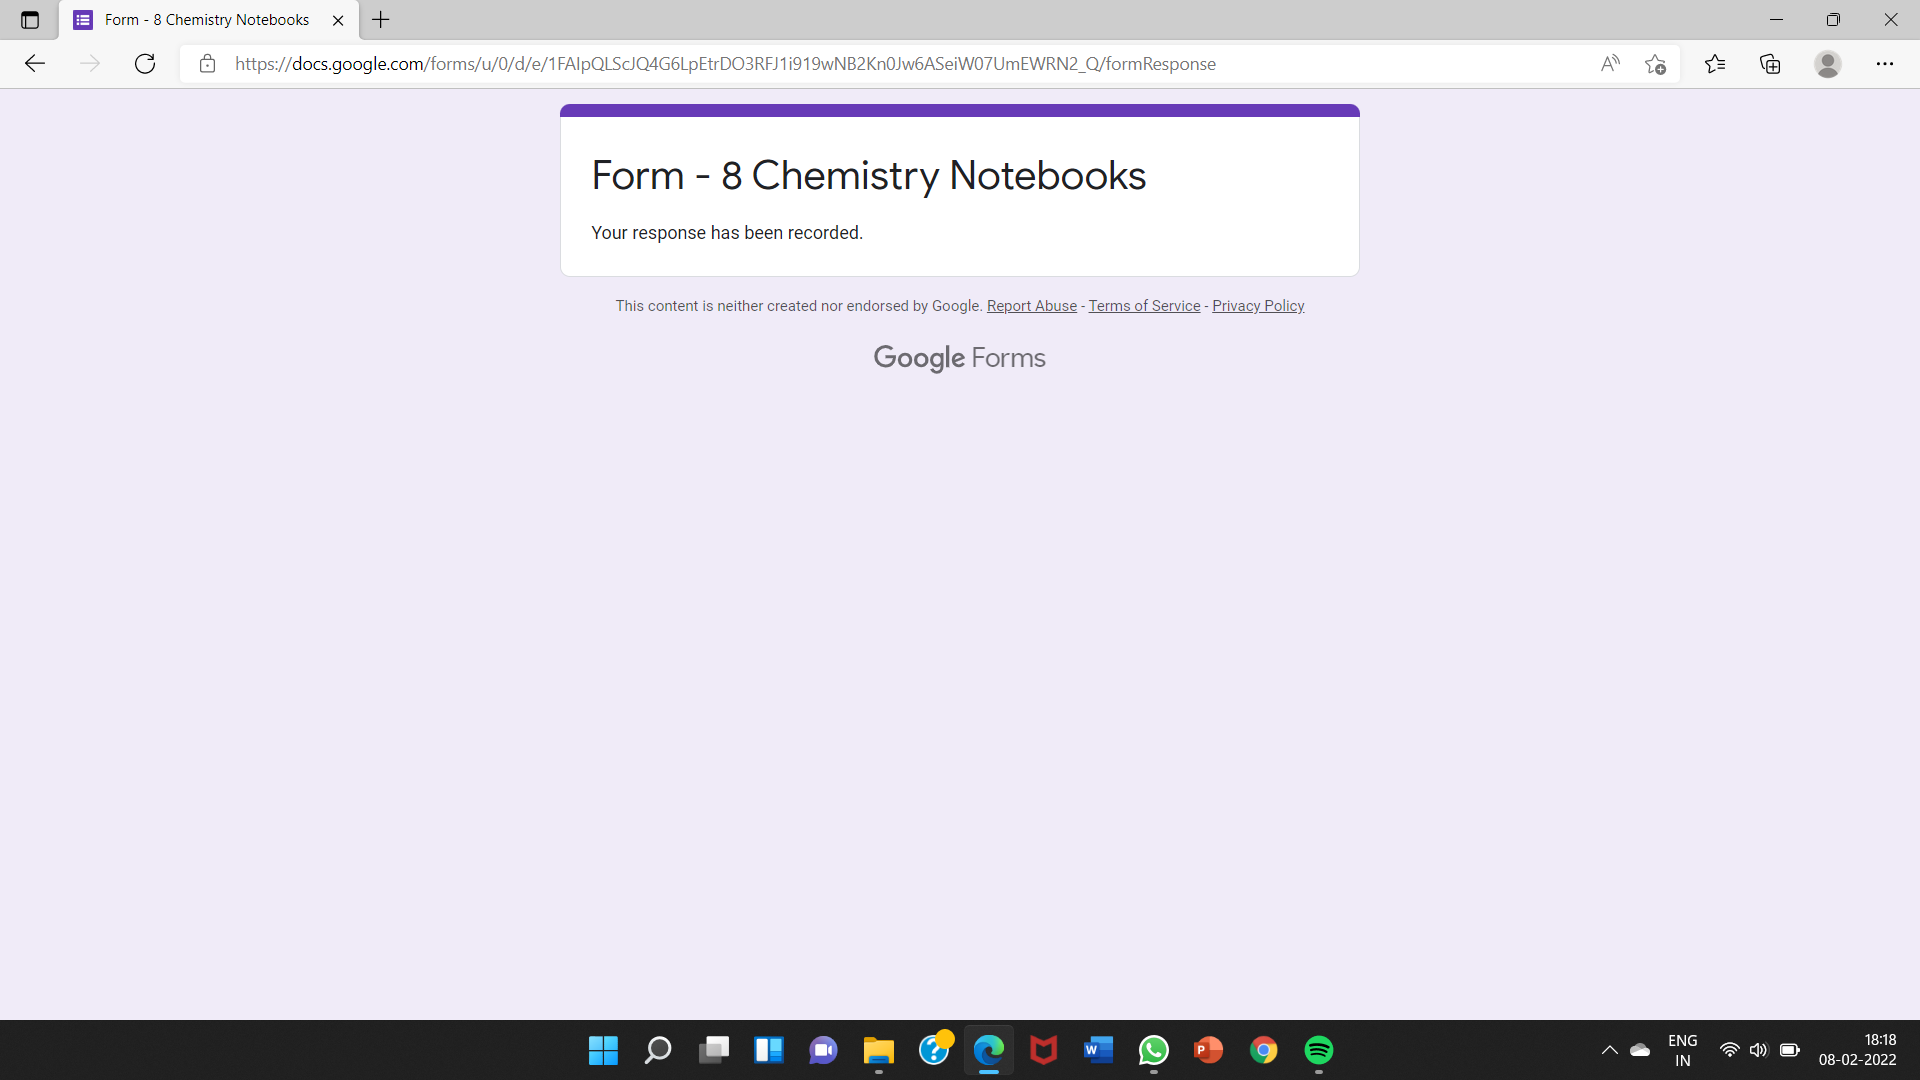 Form - 8 Chemistry Notebooks
https://docs.google.com/forms/u/0/d/e/1FAIpQLScJQ4G6LpEtrDO3RFJ1i919wNB2Kn0Jw6ASeiW07UmEWRN2_Q/formResponse
Form - 8 Chemistry Notebooks
Your response has been recorded.
This content is neither created nor endorsed by Google. Report Abuse - Terms of Service - Privacy Policy
Google Forms
ENG
IN
18:18
08-02-2022